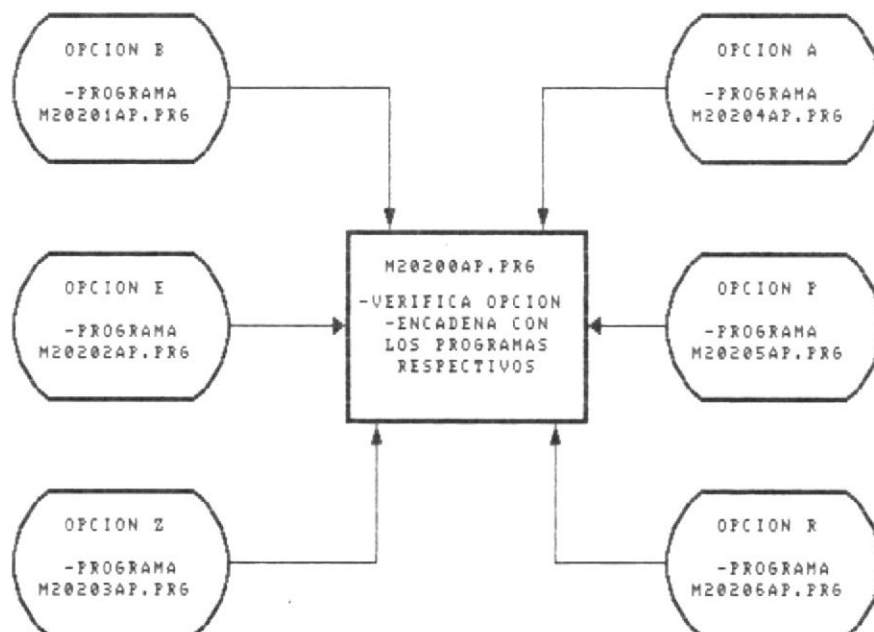 OPCION B
-PROGRAMA
M20201AP.PRG
OPCION A
-PROGRAMA
M20204AP.PRG
M20200AP.PRG
-VERIFICA OPCION
-ENCADENA CON
LOS PROGRAMAS
RESPECTIVOS
OPCION E
-PROGRAMA
M20202AP.PRG
OPCION P
-PROGRAMA
M20205AP.PRG
OPCION Z
-PROGRAMA
M20203AP.PRG
OPCION R
-PROGRAMA
M20206AP.PRG